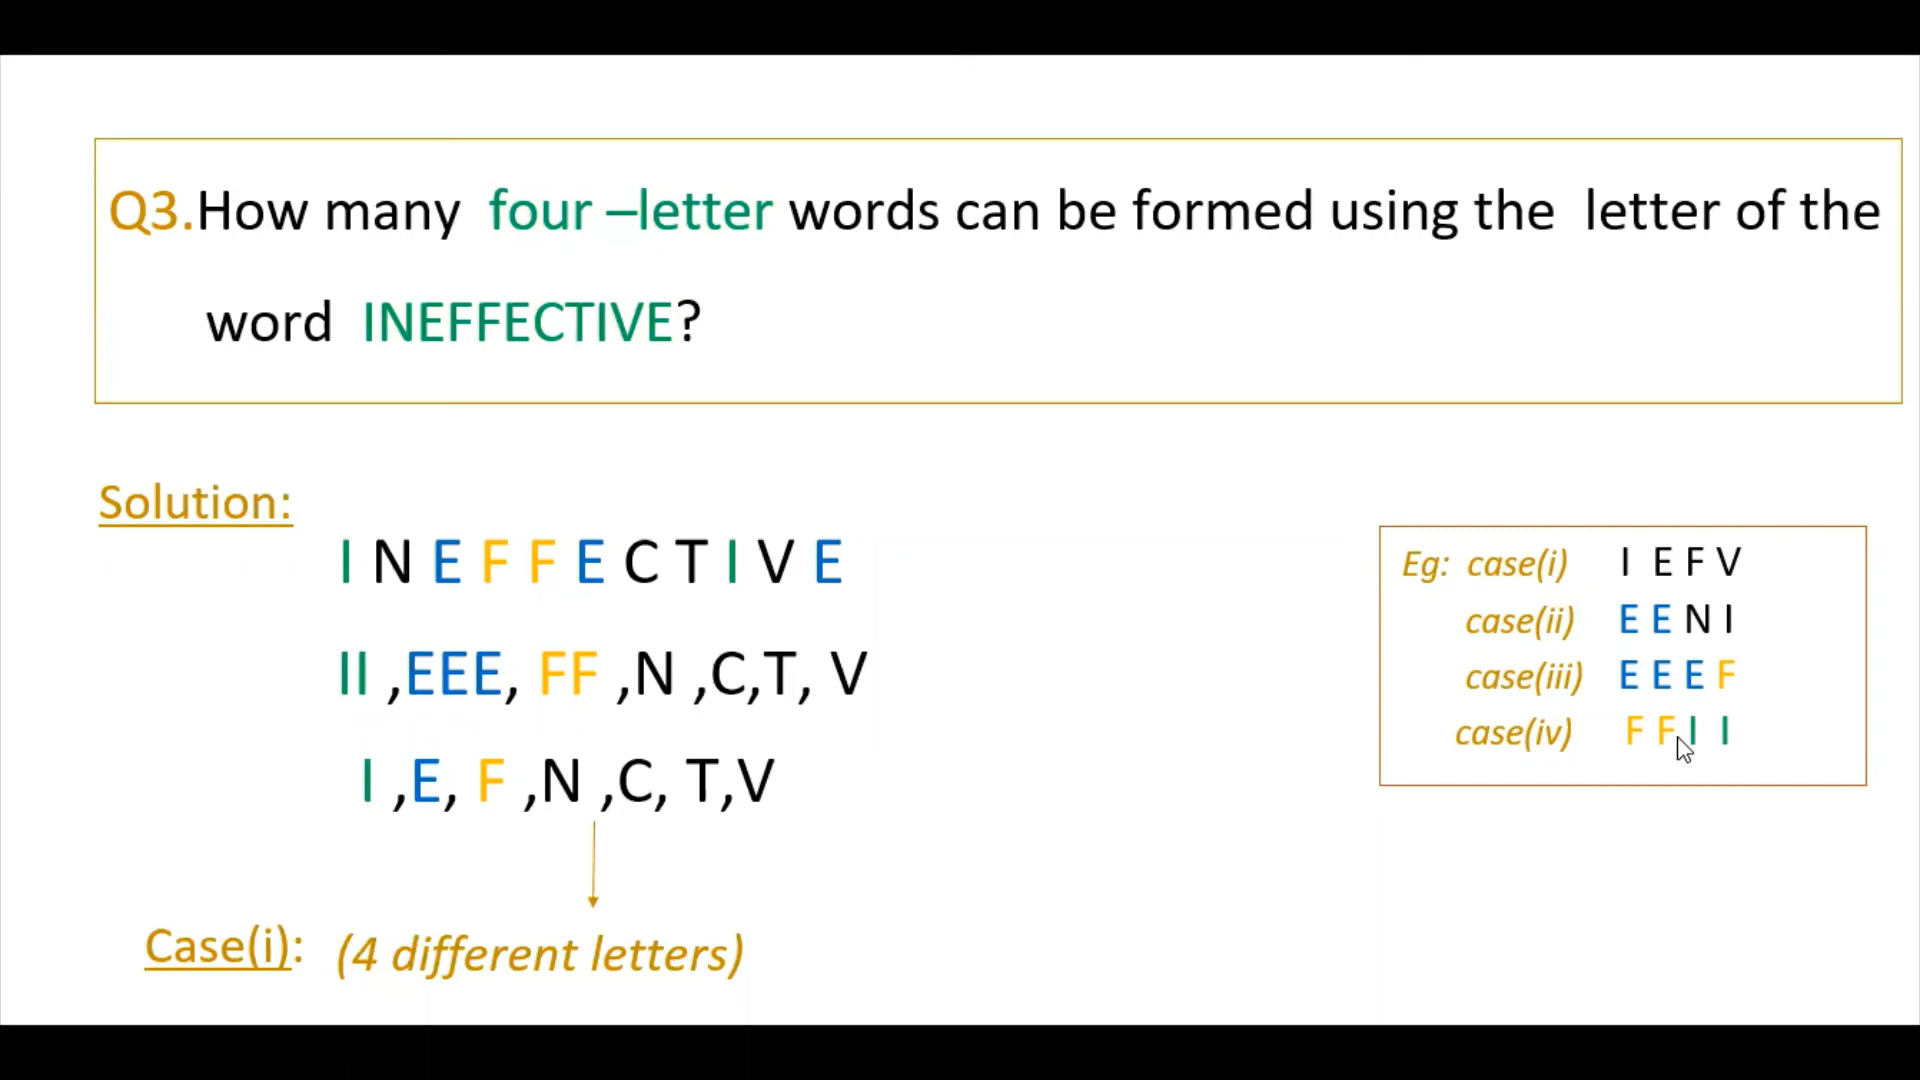 Q3.How many four –letter words can be formed using the letter of the
word INEFFECTIVE?
Solution:
I N E F F E C T I V E
II ,EEE, FF ,N ,C,T, V
I ,E, F ,N ,C, T,V
Case(i): (4 different letters)
Eg: case(i) I E F V
case(ii) E E N I
case(iii) E E E F
case(iv) F F I I